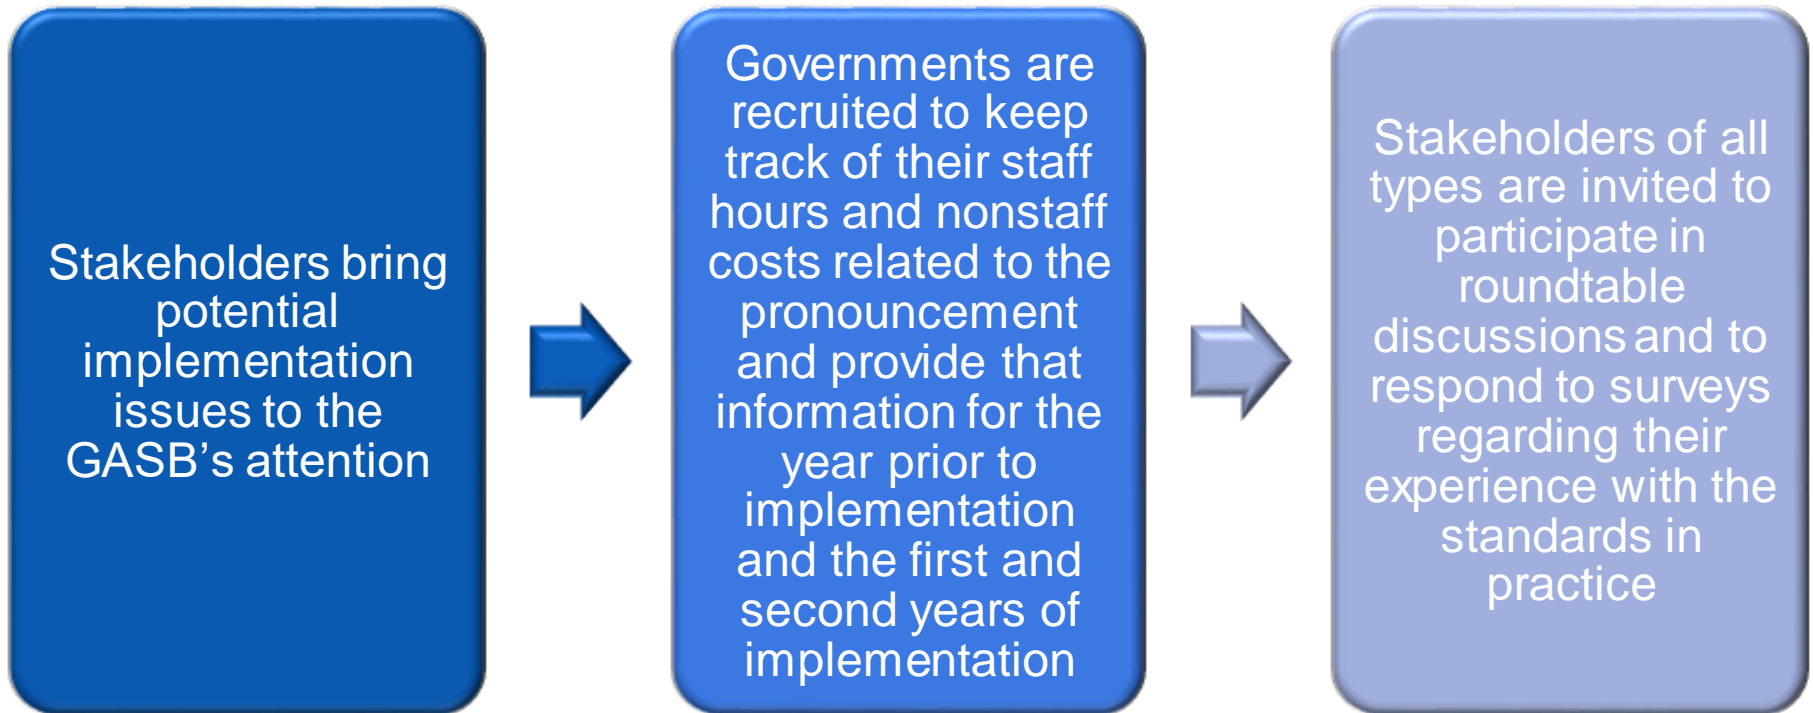 Stakeholders bring
potential
implementation
issues to the
GASB’s attention
Governments are
recruited to keep
track of their staff
hours and nonstaff
costs related to the
pronouncement
and provide that
information for the
year prior to
implementation
and the first and
second years of
implementation
Stakeholders of all
types are invited to
participate in
roundtable
discussions and to
respond to surveys
regarding their
experience with the
standards in
practice